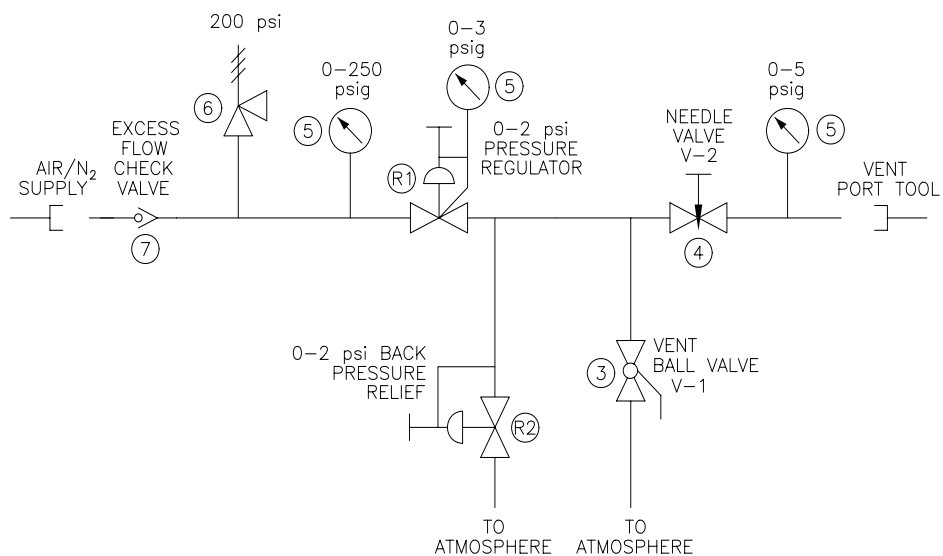 200 psi
6
EXCESS
FLOW
CHECK
VALVE
7
AIR/N2
SUPPLY
0-250
psig
5
0-3
psig
5
0-2 psi
PRESSURE
REGULATOR
R1
NEEDLE
VALVE
V-2
4
0-5
psig
5
VENT
PORT TOOL
0-2 psi BACK
PRESSURE
RELIEF
R2
3
VENT
BALL VALVE
V-1
TO
ATMOSPHERE
TO
ATMOSPHERE